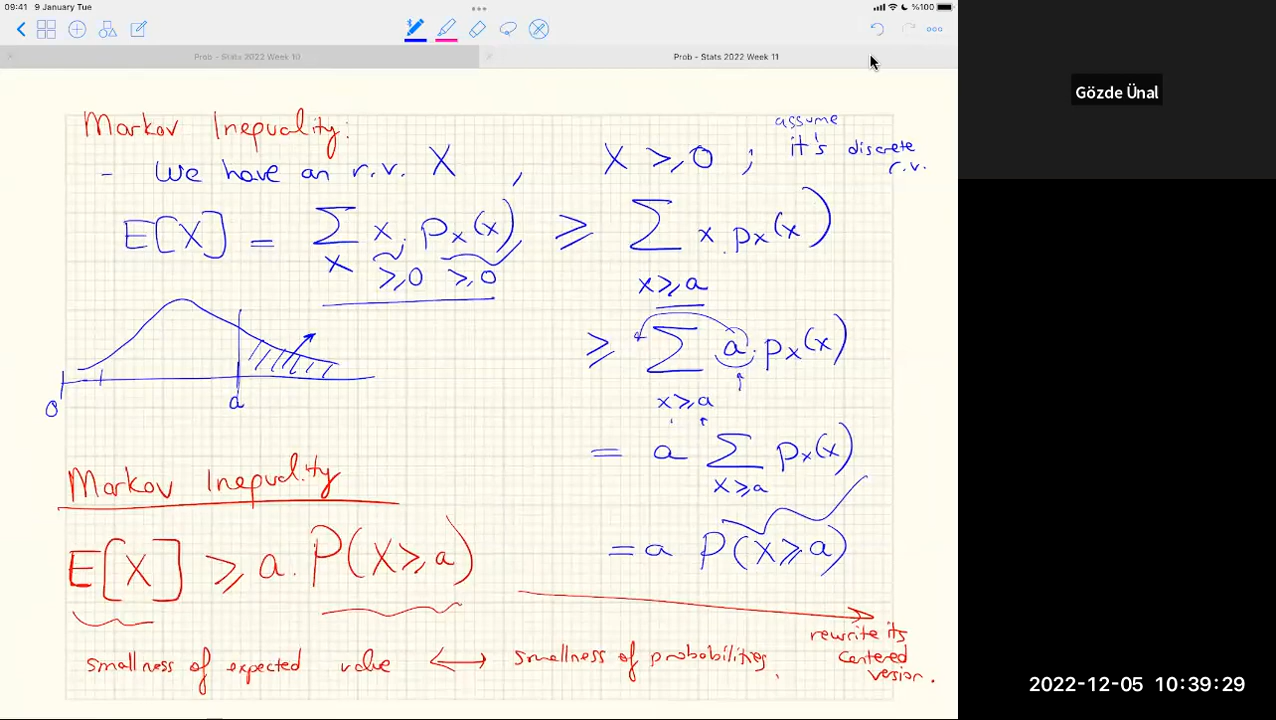 09:41 9 January Tue
%100
Prob - Stats 2022 Week 10
Prob - Stats 2022 Week 11
Gözde Ünal
Markov Inequality:
- We have an r.v. X , X ≥ 0 ; assume it's discrete r.v.
E[X] = ∑ x . pₓ(x) ≥ ∑ x . pₓ(x)
x ≥0 ≥0 x≥a
≥ ∑ a . pₓ(x)
x≥a
0 a
= a ∑ pₓ(x)
x≥a
Markov Inequality
= a P(X≥a)
E[X] ≥ a . P(X≥a)
rewrite its
centered
version.
smallness of expected value ⟷ smallness of probabilities.
2022-12-05 10:39:29